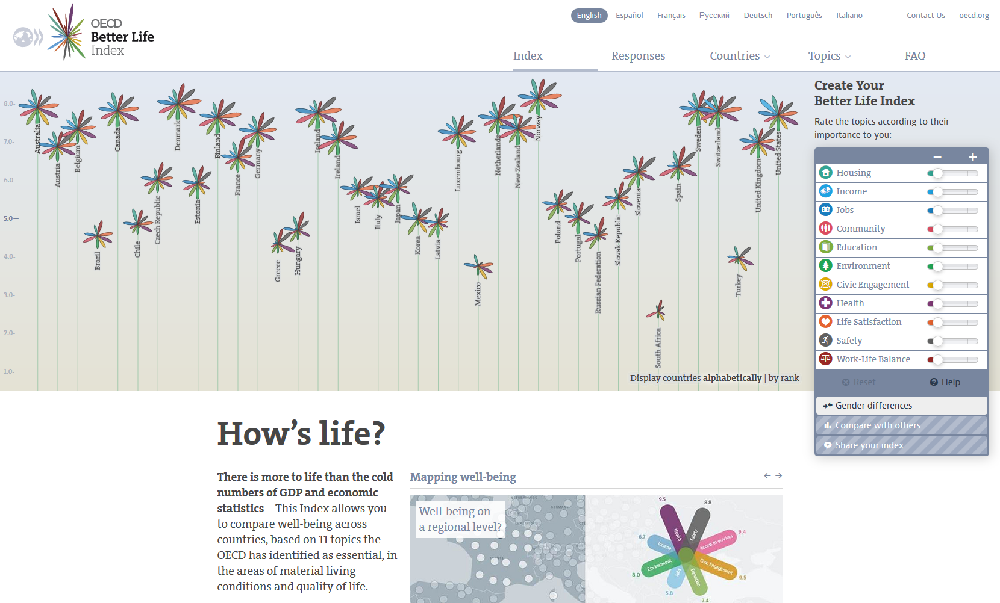 OECD
Better Life
Index
English Español Français Русский Deutsch Português Italiano Contact Us oecd.org
Index Responses Countries Topics FAQ
8.0-
7.0-
6.0-
5.0
4.0-
3.0-
2.0-
1.0-
Australia
Austria
Belgium
Brazil
Canada
Chile
Czech Republic
Denmark
Estonia
Finland
France
Germany
Greece
Hungary
Iceland
Ireland
Israel
Italy
Japan
Korea
Latvia
Luxembourg
Mexico
Netherlands
New Zealand
Norway
Poland
Portugal
Russian Federation
Slovak Republic
Slovenia
South Africa
Spain
Sweden
Switzerland
Turkey
United Kingdom
United States
Display countries alphabetically | by rank
Create Your
Better Life Index
Rate the topics according to their
importance to you:
− +
Housing
Income
Jobs
Community
Education
Environment
Civic Engagement
Health
Life Satisfaction
Safety
Work-Life Balance
Reset Help
Gender differences
Compare with others
Share your index
How's life?
There is more to life than the cold
numbers of GDP and economic
statistics – This Index allows you
to compare well-being across
countries, based on 11 topics the
OECD has identified as essential, in
the areas of material living
conditions and quality of life.
Mapping well-being
Well-being on
a regional level?
GERMANY
9.5
8.8
6.7
9.4
8.0
9.5
5.8
7.4
Health
Safety
Income
Access to services
Environment
Civic Engagement
Jobs
Education